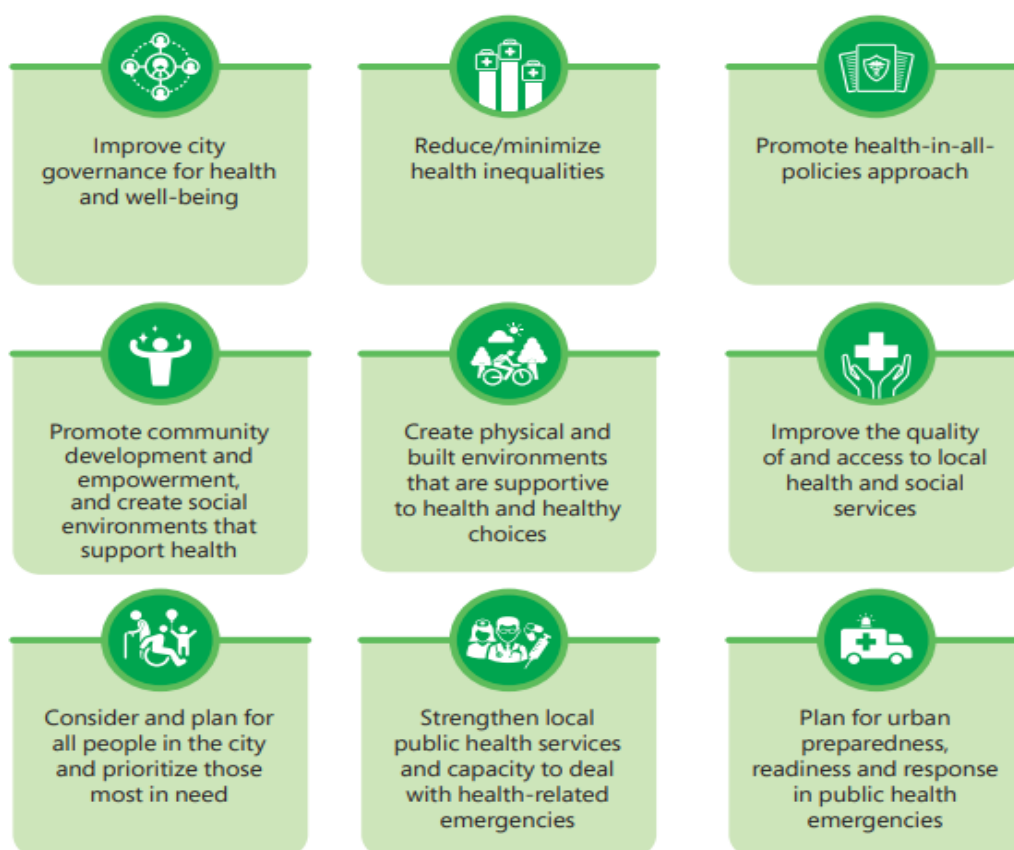 Improve city
governance for health
and well-being
Reduce/minimize
health inequalities
Promote health-in-all-
policies approach
Promote community
development and
empowerment,
and create social
environments that
support health
Create physical and
built environments
that are supportive
to health and healthy
choices
Improve the quality
of and access to local
health and social
services
Consider and plan for
all people in the city
and prioritize those
most in need
Strengthen local
public health services
and capacity to deal
with health-related
emergencies
Plan for urban
preparedness,
readiness and response
in public health
emergencies